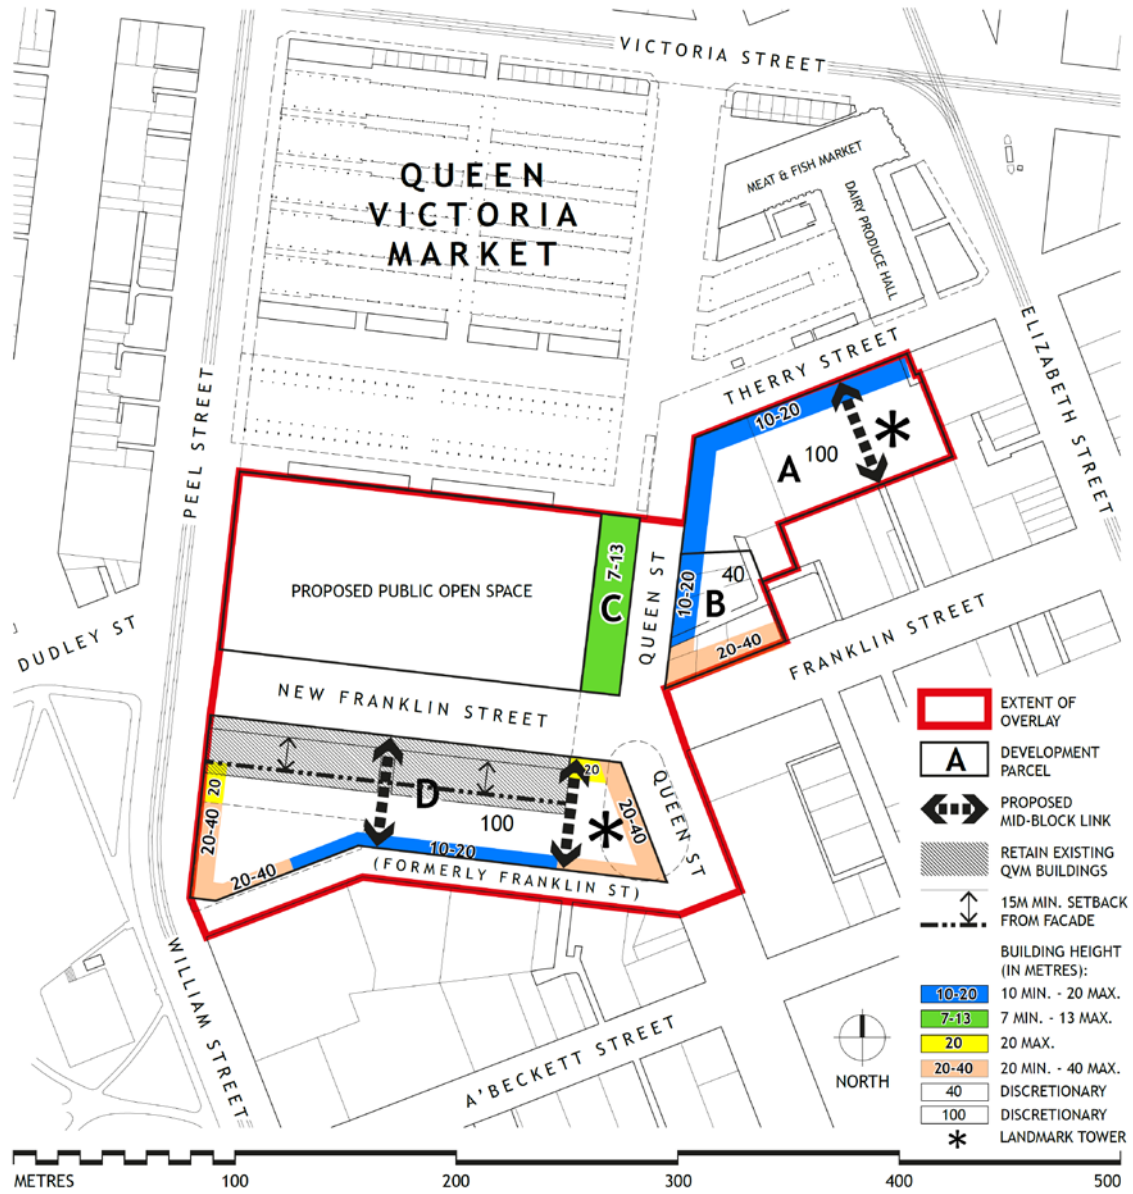 VICTORIA STREET
QUEEN
VICTORIA
MARKET
MEAT & FISH MARKET
DAIRY PRODUCE HALL
ELIZABETH STREET
THERRY STREET
PEEL STREET
10-20
A 100
7-13
C
QUEEN ST
10-20
40
B
20-40
PROPOSED PUBLIC OPEN SPACE
DUDLEY ST
FRANKLIN STREET
NEW FRANKLIN STREET
20
20-40
20-40
D
100
10-20
20
20-40
QUEEN ST
(FORMERLY FRANKLIN ST)
WILLIAM STREET
A'BECKETT STREET
EXTENT OF
OVERLAY
A
DEVELOPMENT
PARCEL
PROPOSED
MID-BLOCK LINK
RETAIN EXISTING
QVM BUILDINGS
15M MIN. SETBACK
FROM FACADE
BUILDING HEIGHT
(IN METRES):
10-20 10 MIN. - 20 MAX.
7-13 7 MIN. - 13 MAX.
20 20 MAX.
20-40 20 MIN. - 40 MAX.
40 DISCRETIONARY
100 DISCRETIONARY
* LANDMARK TOWER
NORTH
METRES 100 200 300 400 500